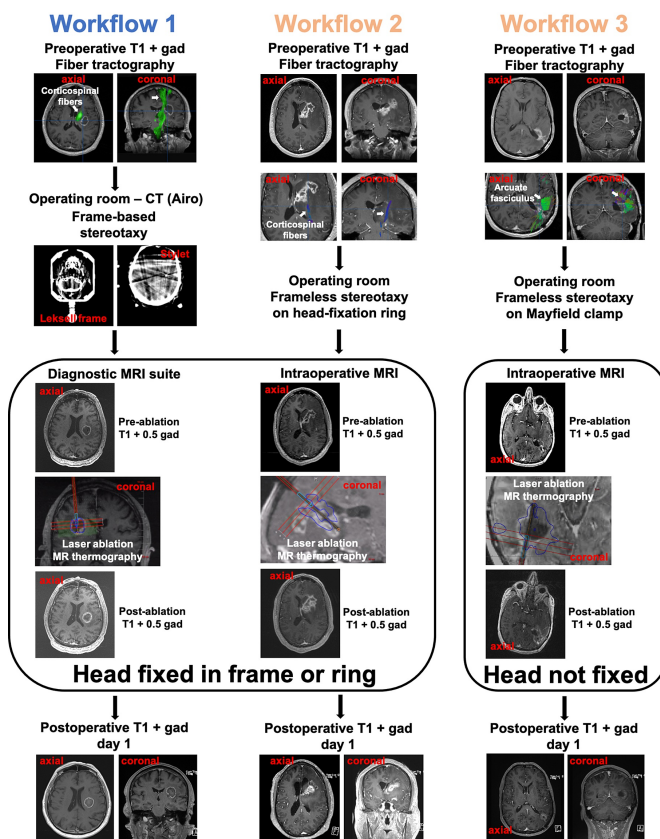 Workflow 1
Preoperative T1 + gad
Fiber tractography
axial
coronal
Corticospinal
fibers
Operating room – CT (Airo)
Frame-based
stereotaxy
Stylet
Leksell frame
Diagnostic MRI suite
axial
Pre-ablation
T1 + 0.5 gad
coronal
Laser ablation
MR thermography
axial
Post-ablation
T1 + 0.5 gad
Postoperative T1 + gad
day 1
axial
coronal
Workflow 2
Preoperative T1 + gad
Fiber tractography
axial
coronal
axial
coronal
Corticospinal
fibers
Operating room
Frameless stereotaxy
on head-fixation ring
Intraoperative MRI
axial
Pre-ablation
T1 + 0.5 gad
coronal
Laser ablation
MR thermography
axial
Post-ablation
T1 + 0.5 gad
Head fixed in frame or ring
Postoperative T1 + gad
day 1
axial
coronal
Workflow 3
Preoperative T1 + gad
Fiber tractography
axial
coronal
axial
coronal
Arcuate
fasciculus
Operating room
Frameless stereotaxy
on Mayfield clamp
Intraoperative MRI
axial
Pre-ablation
T1 + 0.5 gad
Laser ablation
MR thermography
coronal
axial
Post-ablation
T1 + 0.5 gad
Head not fixed
Postoperative T1 + gad
day 1
axial
coronal